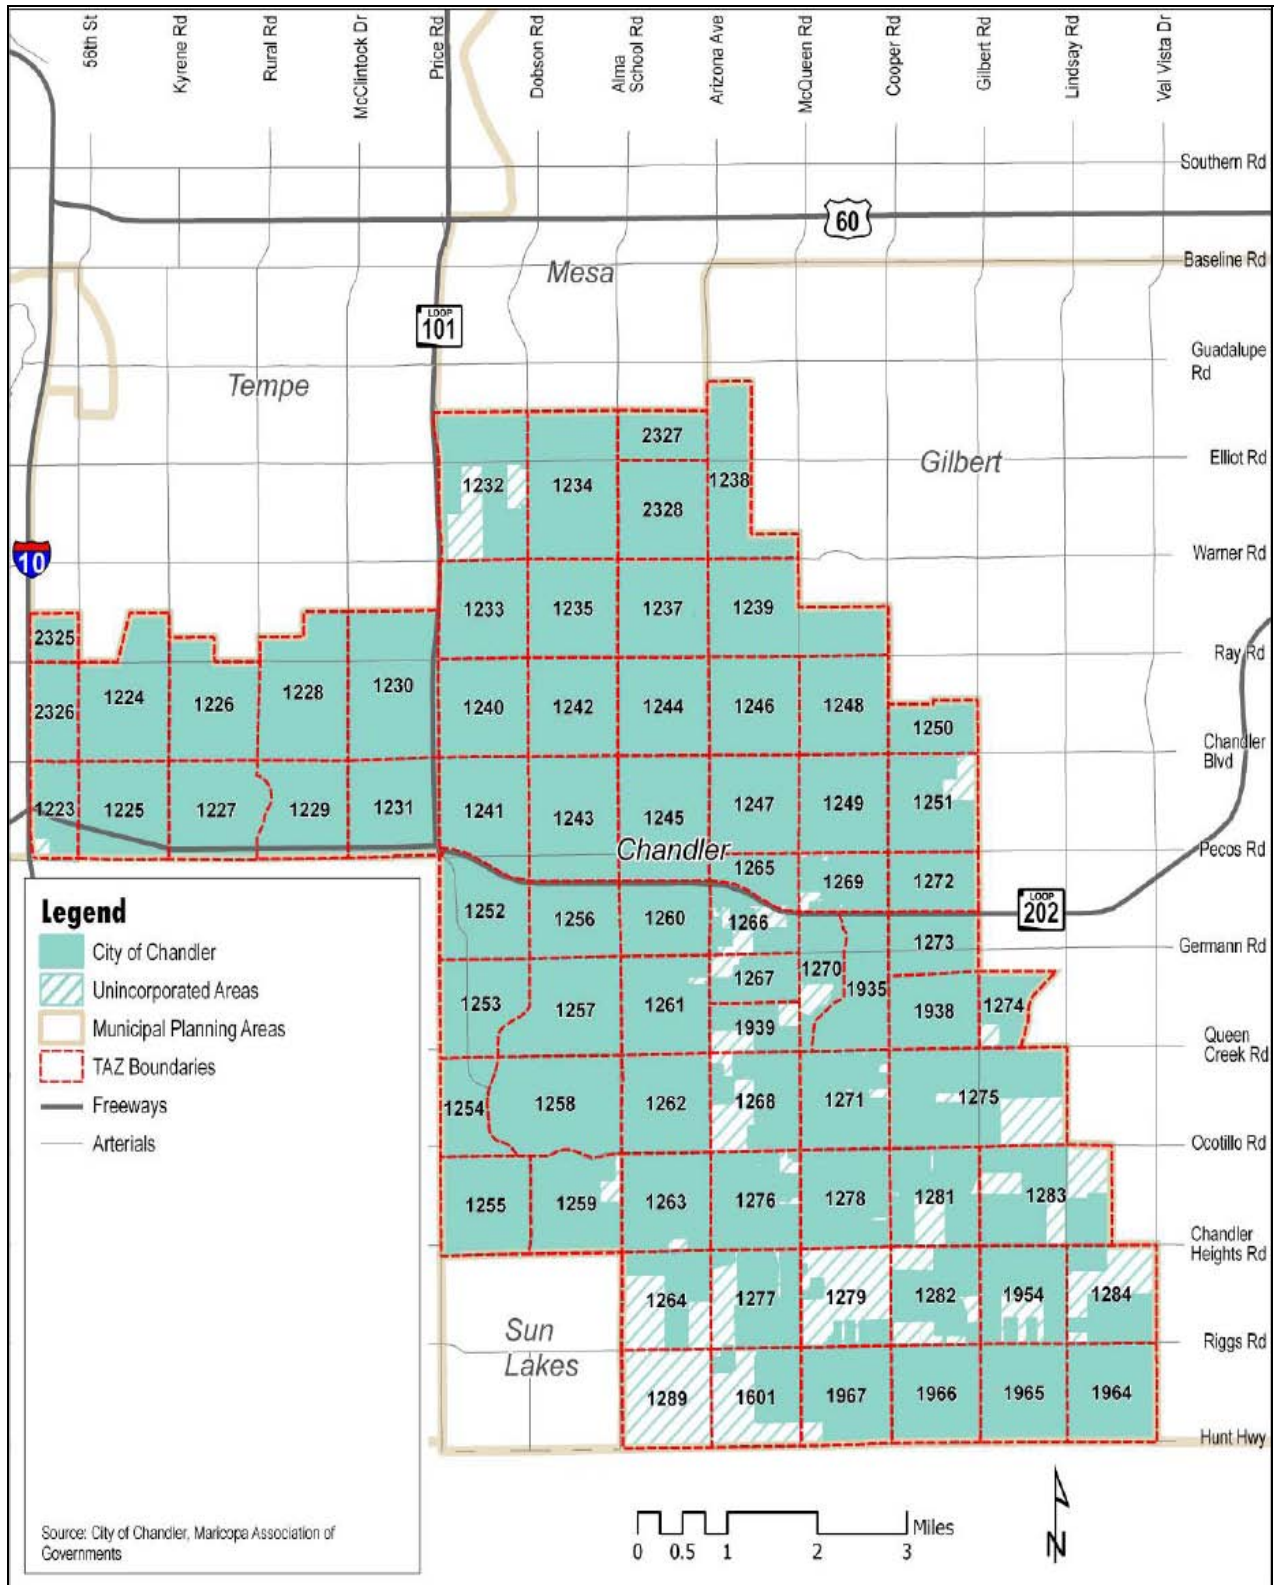 56th St
Kyrene Rd
Rural Rd
McClintock Dr
Price Rd
Dobson Rd
Alma
School Rd
Arizona Ave
McQueen Rd
Cooper Rd
Gilbert Rd
Lindsay Rd
Val Vista Dr
Southern Rd
60
Baseline Rd
Mesa
LOOP
101
Guadalupe
Rd
Tempe
2327
Elliot Rd
Gilbert
1232
1234
1238
2328
Warner Rd
10
1233
1235
1237
1239
2325
Ray Rd
1224
1226
1228
1230
2326
1240
1242
1244
1246
1248
1250
Chandler
Blvd
1223
1225
1227
1229
1231
1241
1243
1245
1247
1249
1251
Chandler
Pecos Rd
1265
1269
1272
LOOP
202
1252
1256
1260
1266
1273
Germann Rd
1267
1270
1935
1253
1257
1261
1939
1938
1274
Queen
Creek Rd
1254
1258
1262
1268
1271
1275
Ocotillo Rd
1255
1259
1263
1276
1278
1281
1283
Chandler
Heights Rd
1264
1277
1279
1282
1954
1284
Sun
Lakes
Riggs Rd
1289
1601
1967
1966
1965
1964
Hunt Hwy
Legend
City of Chandler
Unincorporated Areas
Municipal Planning Areas
TAZ Boundaries
Freeways
Arterials
Source: City of Chandler, Maricopa Association of
Governments
Miles
0 0.5 1 2 3
N